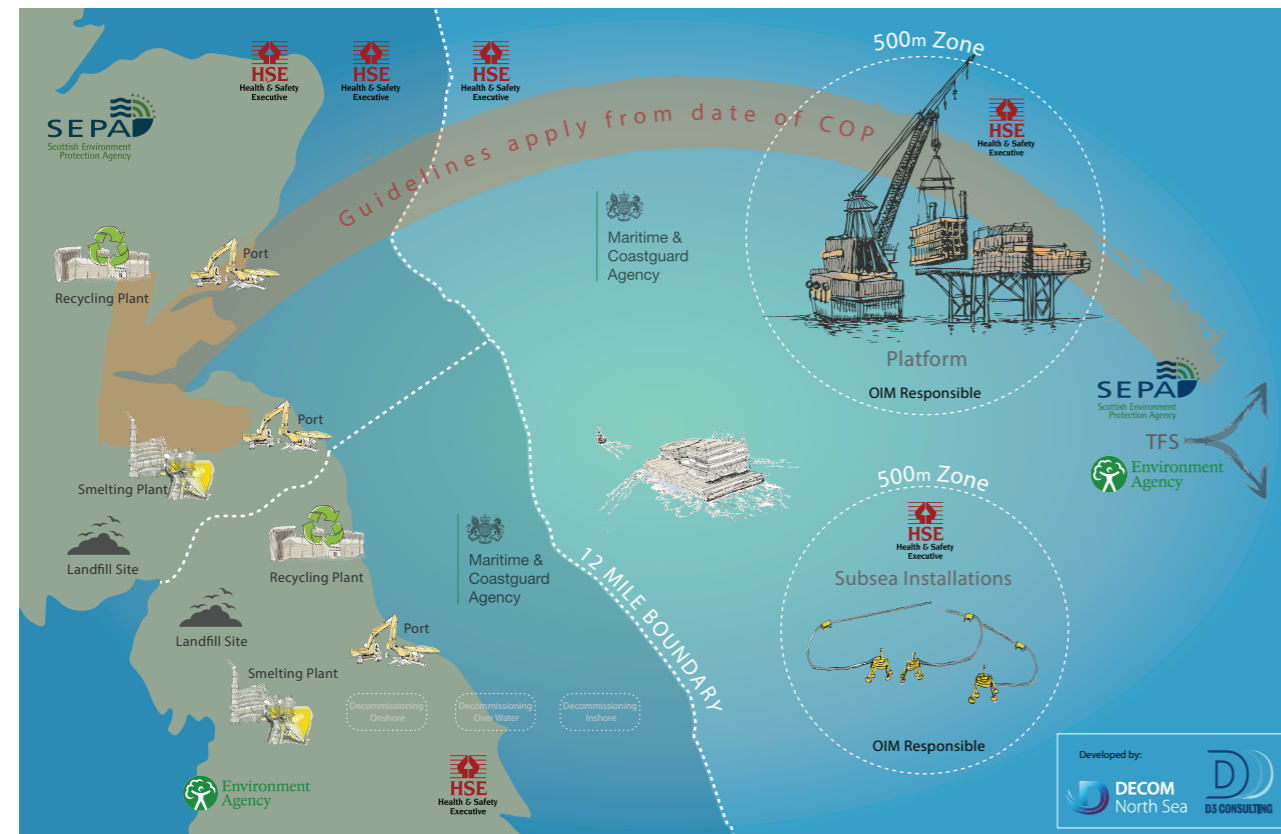 500m Zone
HSE
Health & Safety
Executive
HSE
Health & Safety
Executive
HSE
Health & Safety
Executive
HSE
Health & Safety
Executive
SEPA
Scottish Environment
Protection Agency
Guidelines apply from date of COP
Maritime &
Coastguard
Agency
Port
Recycling Plant
Platform
OIM Responsible
SEPA
Scottish Environment
Protection Agency
TFS
Environment
Agency
Port
Smelting Plant
Landfill Site
500m Zone
HSE
Health & Safety
Executive
Subsea Installations
Maritime &
Coastguard
Agency
12 MILE BOUNDARY
Recycling Plant
Landfill Site
Port
Smelting Plant
Decommissioning
Onshore
Decommissioning
Over Water
Decommissioning
Inshore
OIM Responsible
Environment
Agency
HSE
Health & Safety
Executive
Developed by:
DECOM
North Sea
D3 CONSULTING